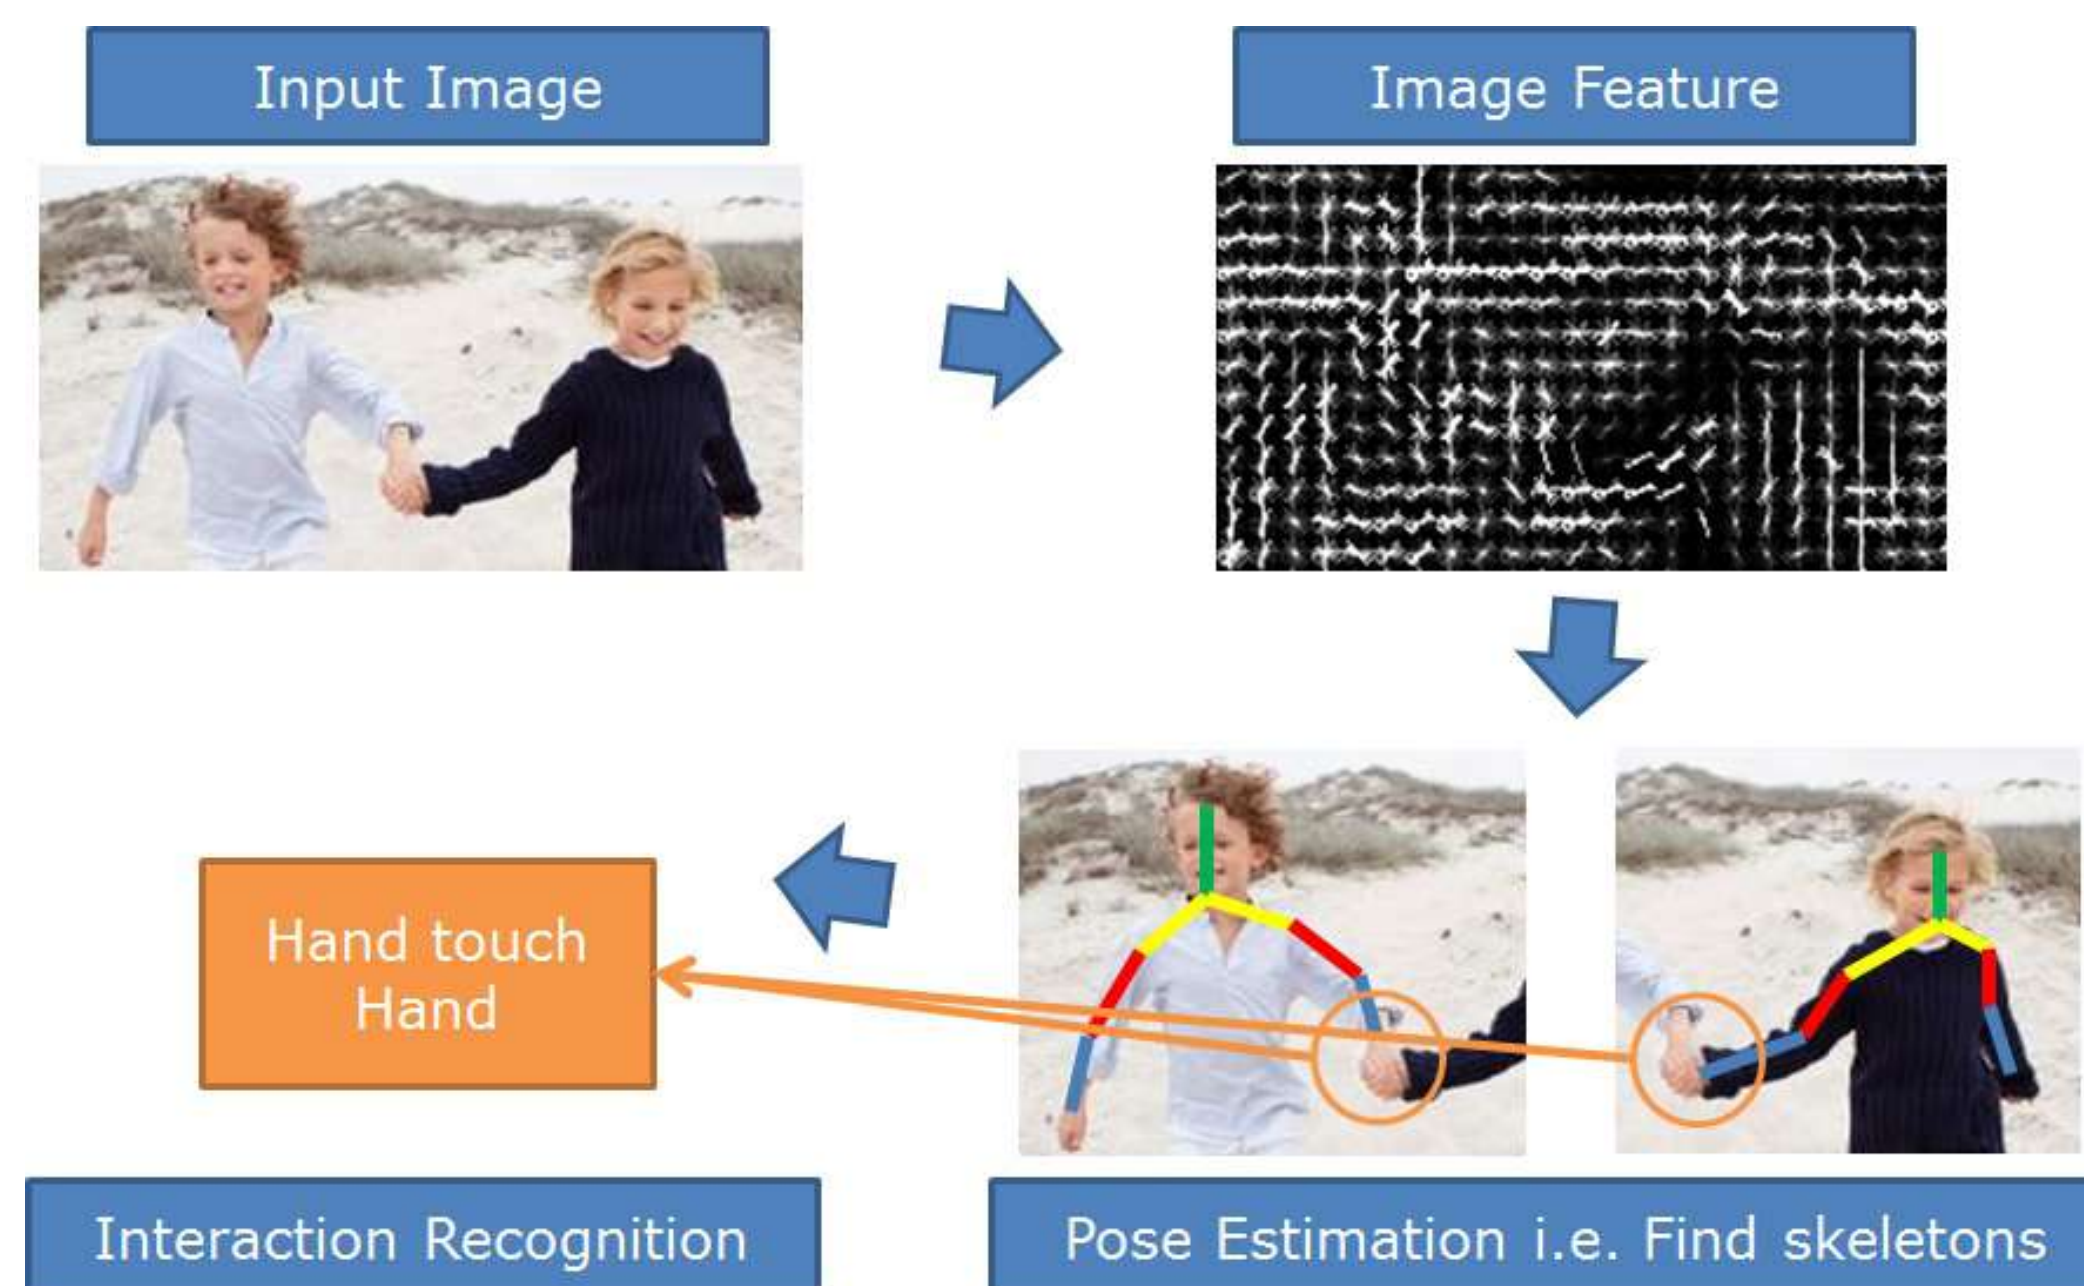 Input Image
Image Feature
Hand touch
Hand
Interaction Recognition
Pose Estimation i.e. Find skeletons